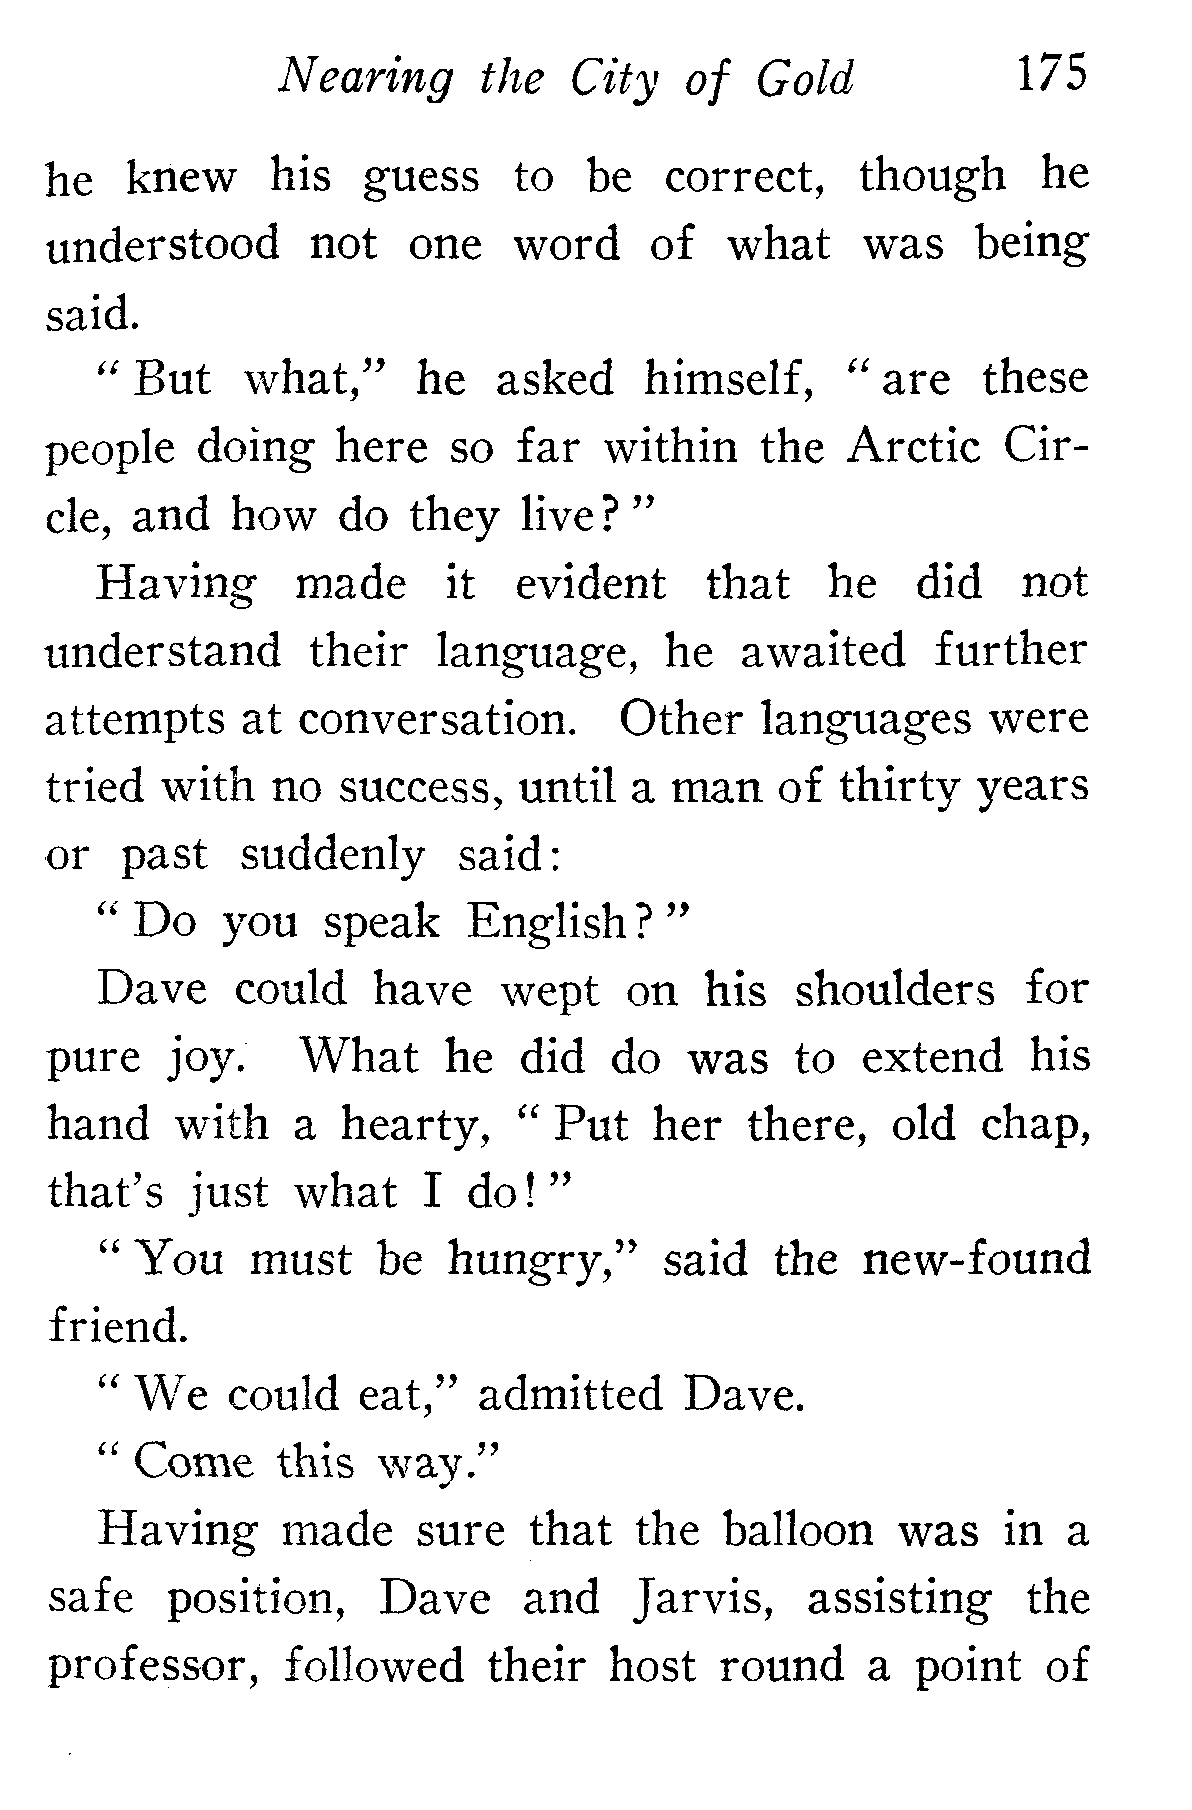 Nearing the City of Gold 175
he knew his guess to be correct, though he
understood not one word of what was being
said.
“ But what,” he asked himself, “ are these
people doing here so far within the Arctic Cir-
cle, and how do they live? ”
Having made it evident that he did not
understand their language, he awaited further
attempts at conversation. Other languages were
tried with no success, until a man of thirty years
or past suddenly said:
“ Do you speak English? ”
Dave could have wept on his shoulders for
pure joy. What he did do was to extend his
hand with a hearty, “ Put her there, old chap,
that’s just what I do! ”
“ You must be hungry,” said the new-found
friend.
“ We could eat,” admitted Dave.
“ Come this way.”
Having made sure that the balloon was in a
safe position, Dave and Jarvis, assisting the
professor, followed their host round a point of